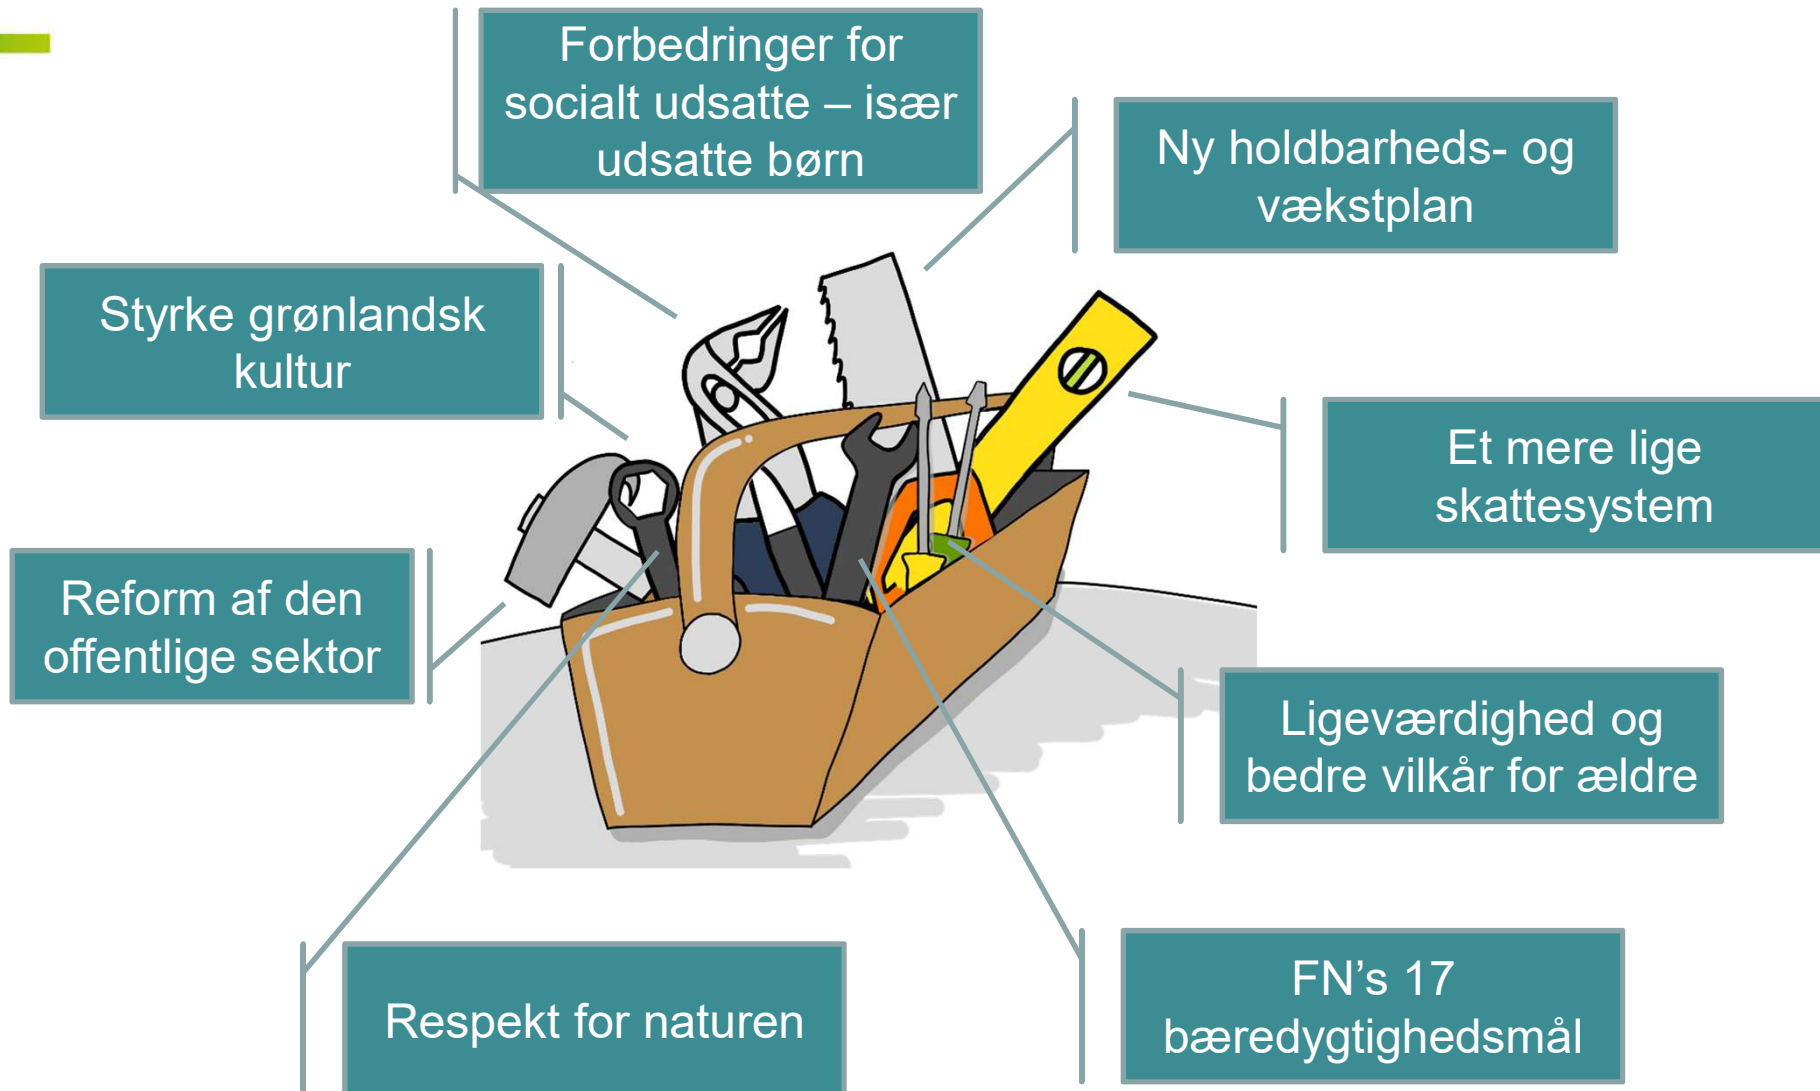 Forbedringer for
socialt udsatte – især
udsatte børn
Ny holdbarheds- og
vækstplan
Styrke grønlandsk
kultur
Et mere lige
skattesystem
Reform af den
offentlige sektor
Ligeværdighed og
bedre vilkår for ældre
Respekt for naturen
FN’s 17
bæredygtighedsmål